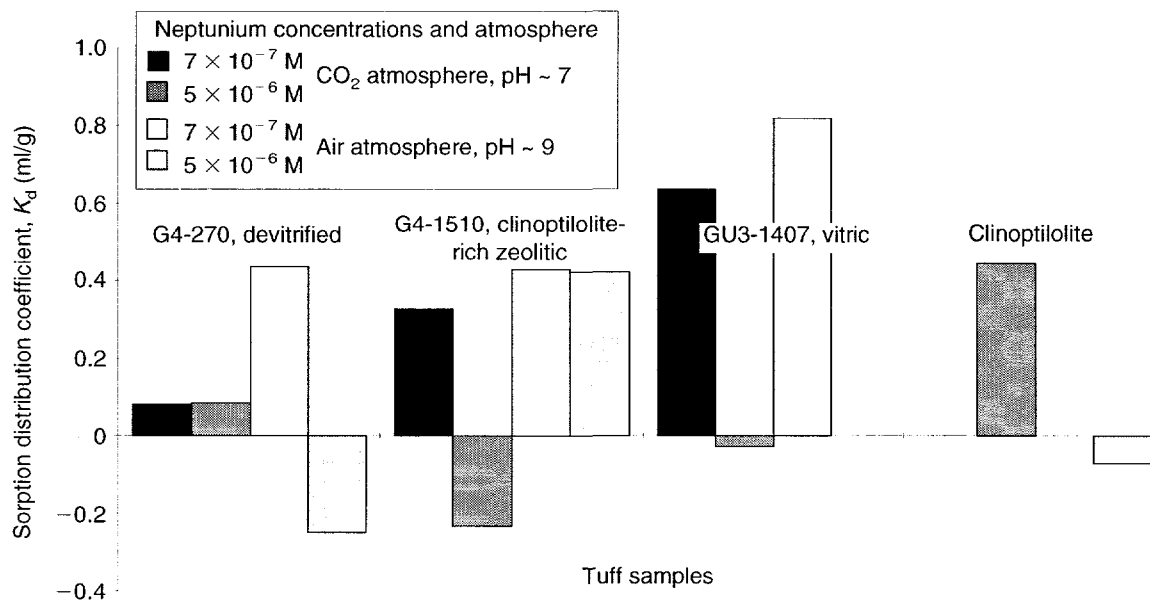 Neptunium concentrations and atmosphere
7 × 10⁻⁷ M
5 × 10⁻⁶ M
CO₂ atmosphere, pH ~ 7
7 × 10⁻⁷ M
5 × 10⁻⁶ M
Air atmosphere, pH ~ 9
Sorption distribution coefficient, Kd (ml/g)
1.0
0.8
0.6
0.4
0.2
0
−0.2
−0.4
G4-270, devitrified
G4-1510, clinoptilolite-
rich zeolitic
GU3-1407, vitric
Clinoptilolite
Tuff samples